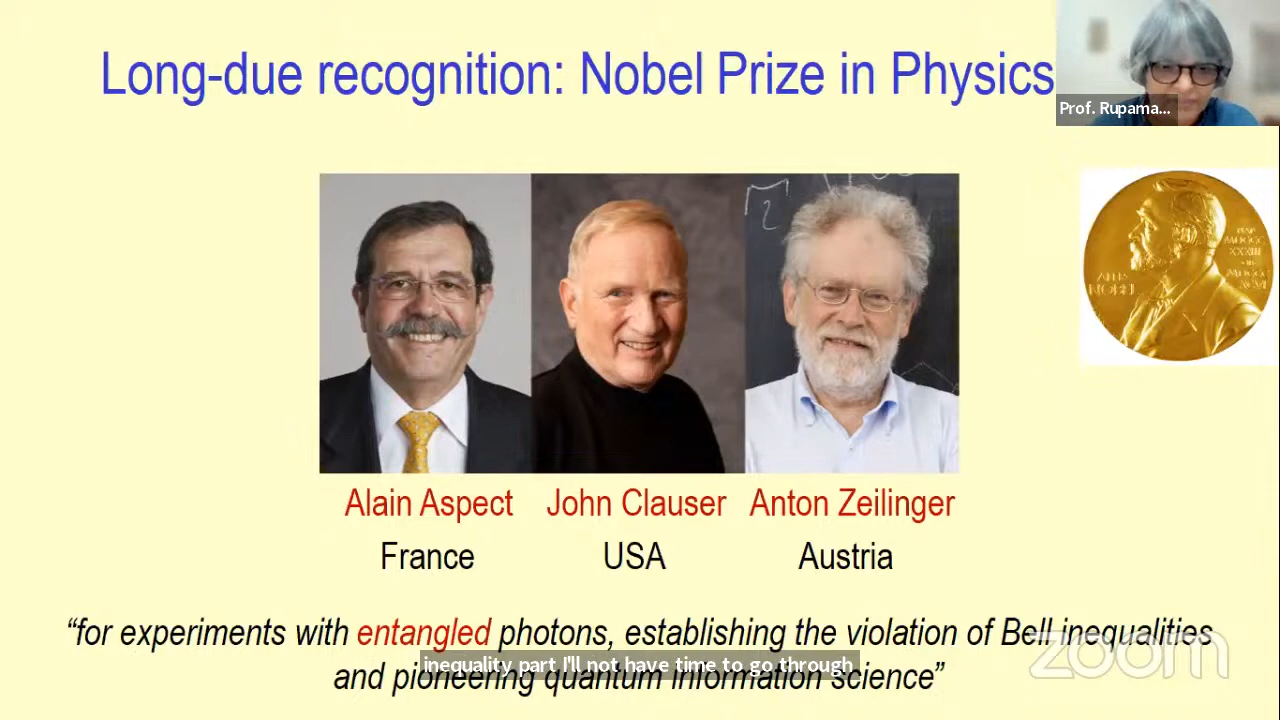 Long-due recognition: Nobel Prize in Physics
Prof. Rupama...
Alain Aspect John Clauser Anton Zeilinger
France USA Austria
“for experiments with entangled photons, establishing the violation of Bell inequalities
inequality part I'll not have time to go through
and pioneering quantum information science”
zoom